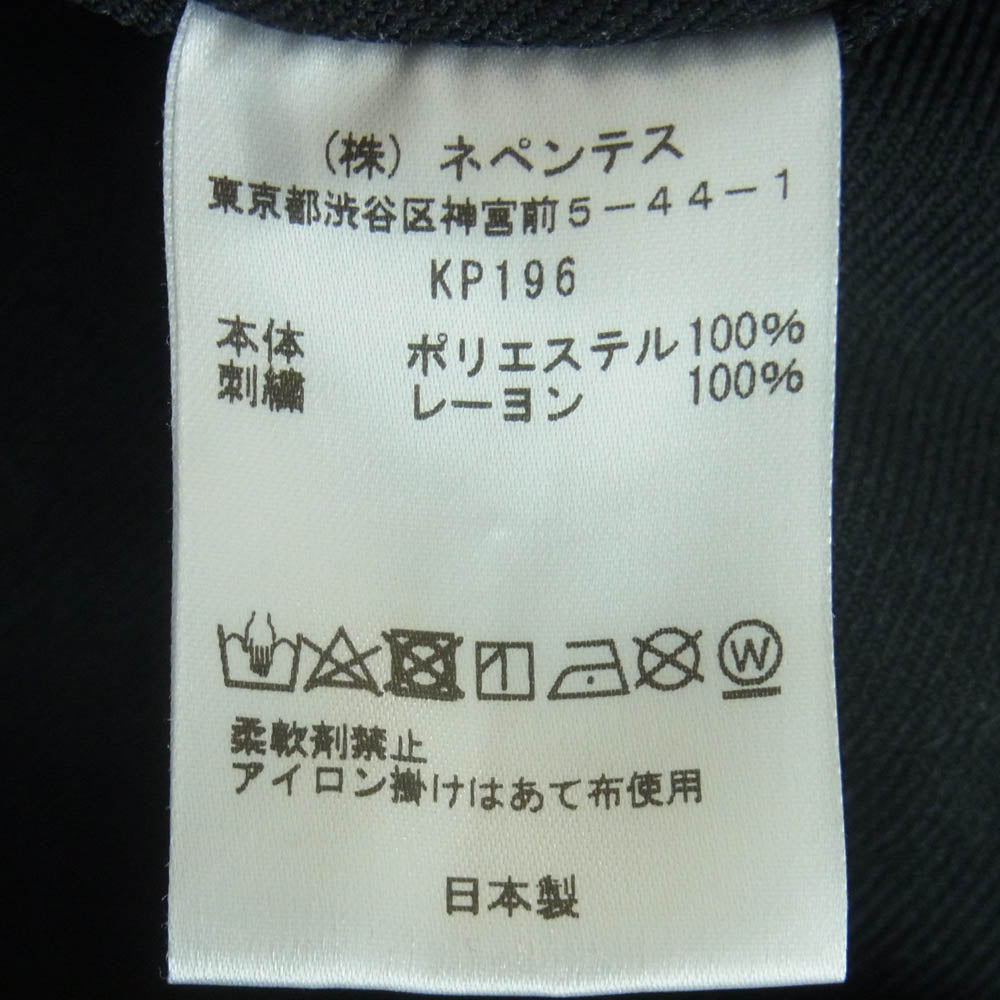 (株) ネペンテス
東京都渋谷区神宮前5-44-1
KP196
本体 ポリエステル100%
刺繍 レーヨン 100%
W
柔軟剤禁止
アイロン掛けはあて布使用
日本製